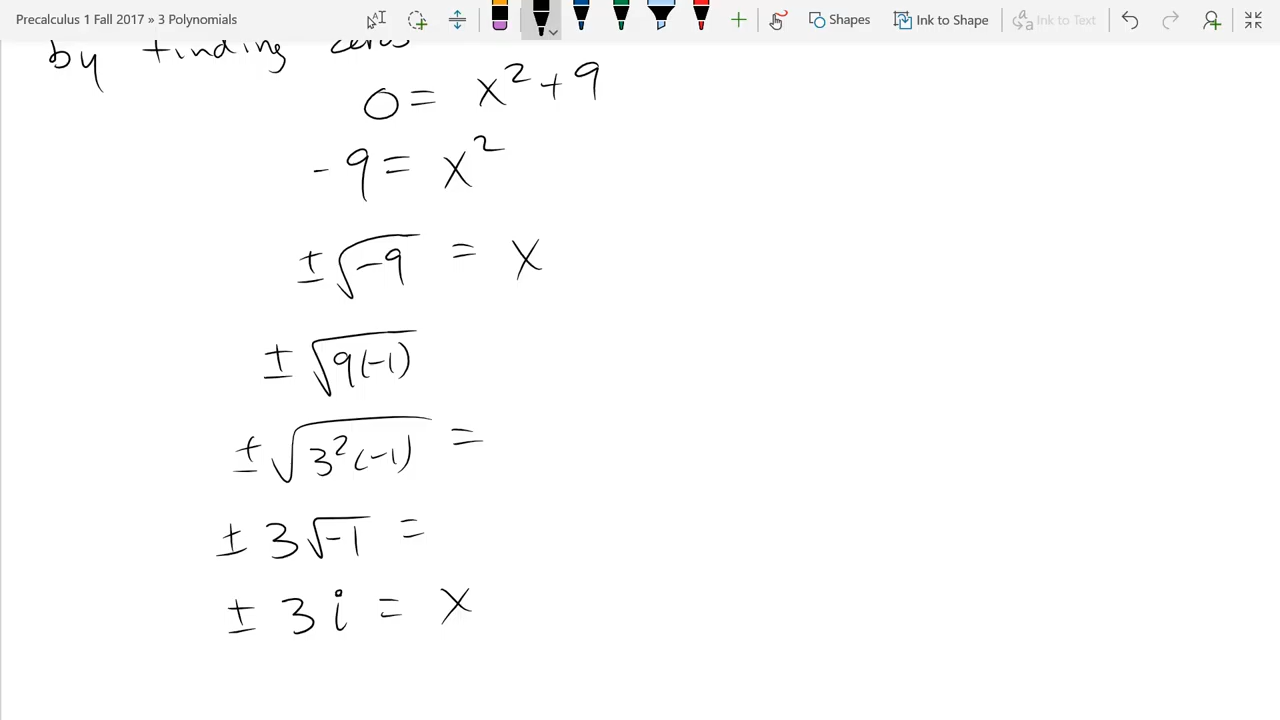 Precalculus 1 Fall 2017 » 3 Polynomials
Shapes
Ink to Shape
Ink to Text
by finding zeros
0 = x² + 9
-9 = x²
±√-9 = x
±√9(-1)
±√3²(-1) =
±3√-1 =
±3i = x